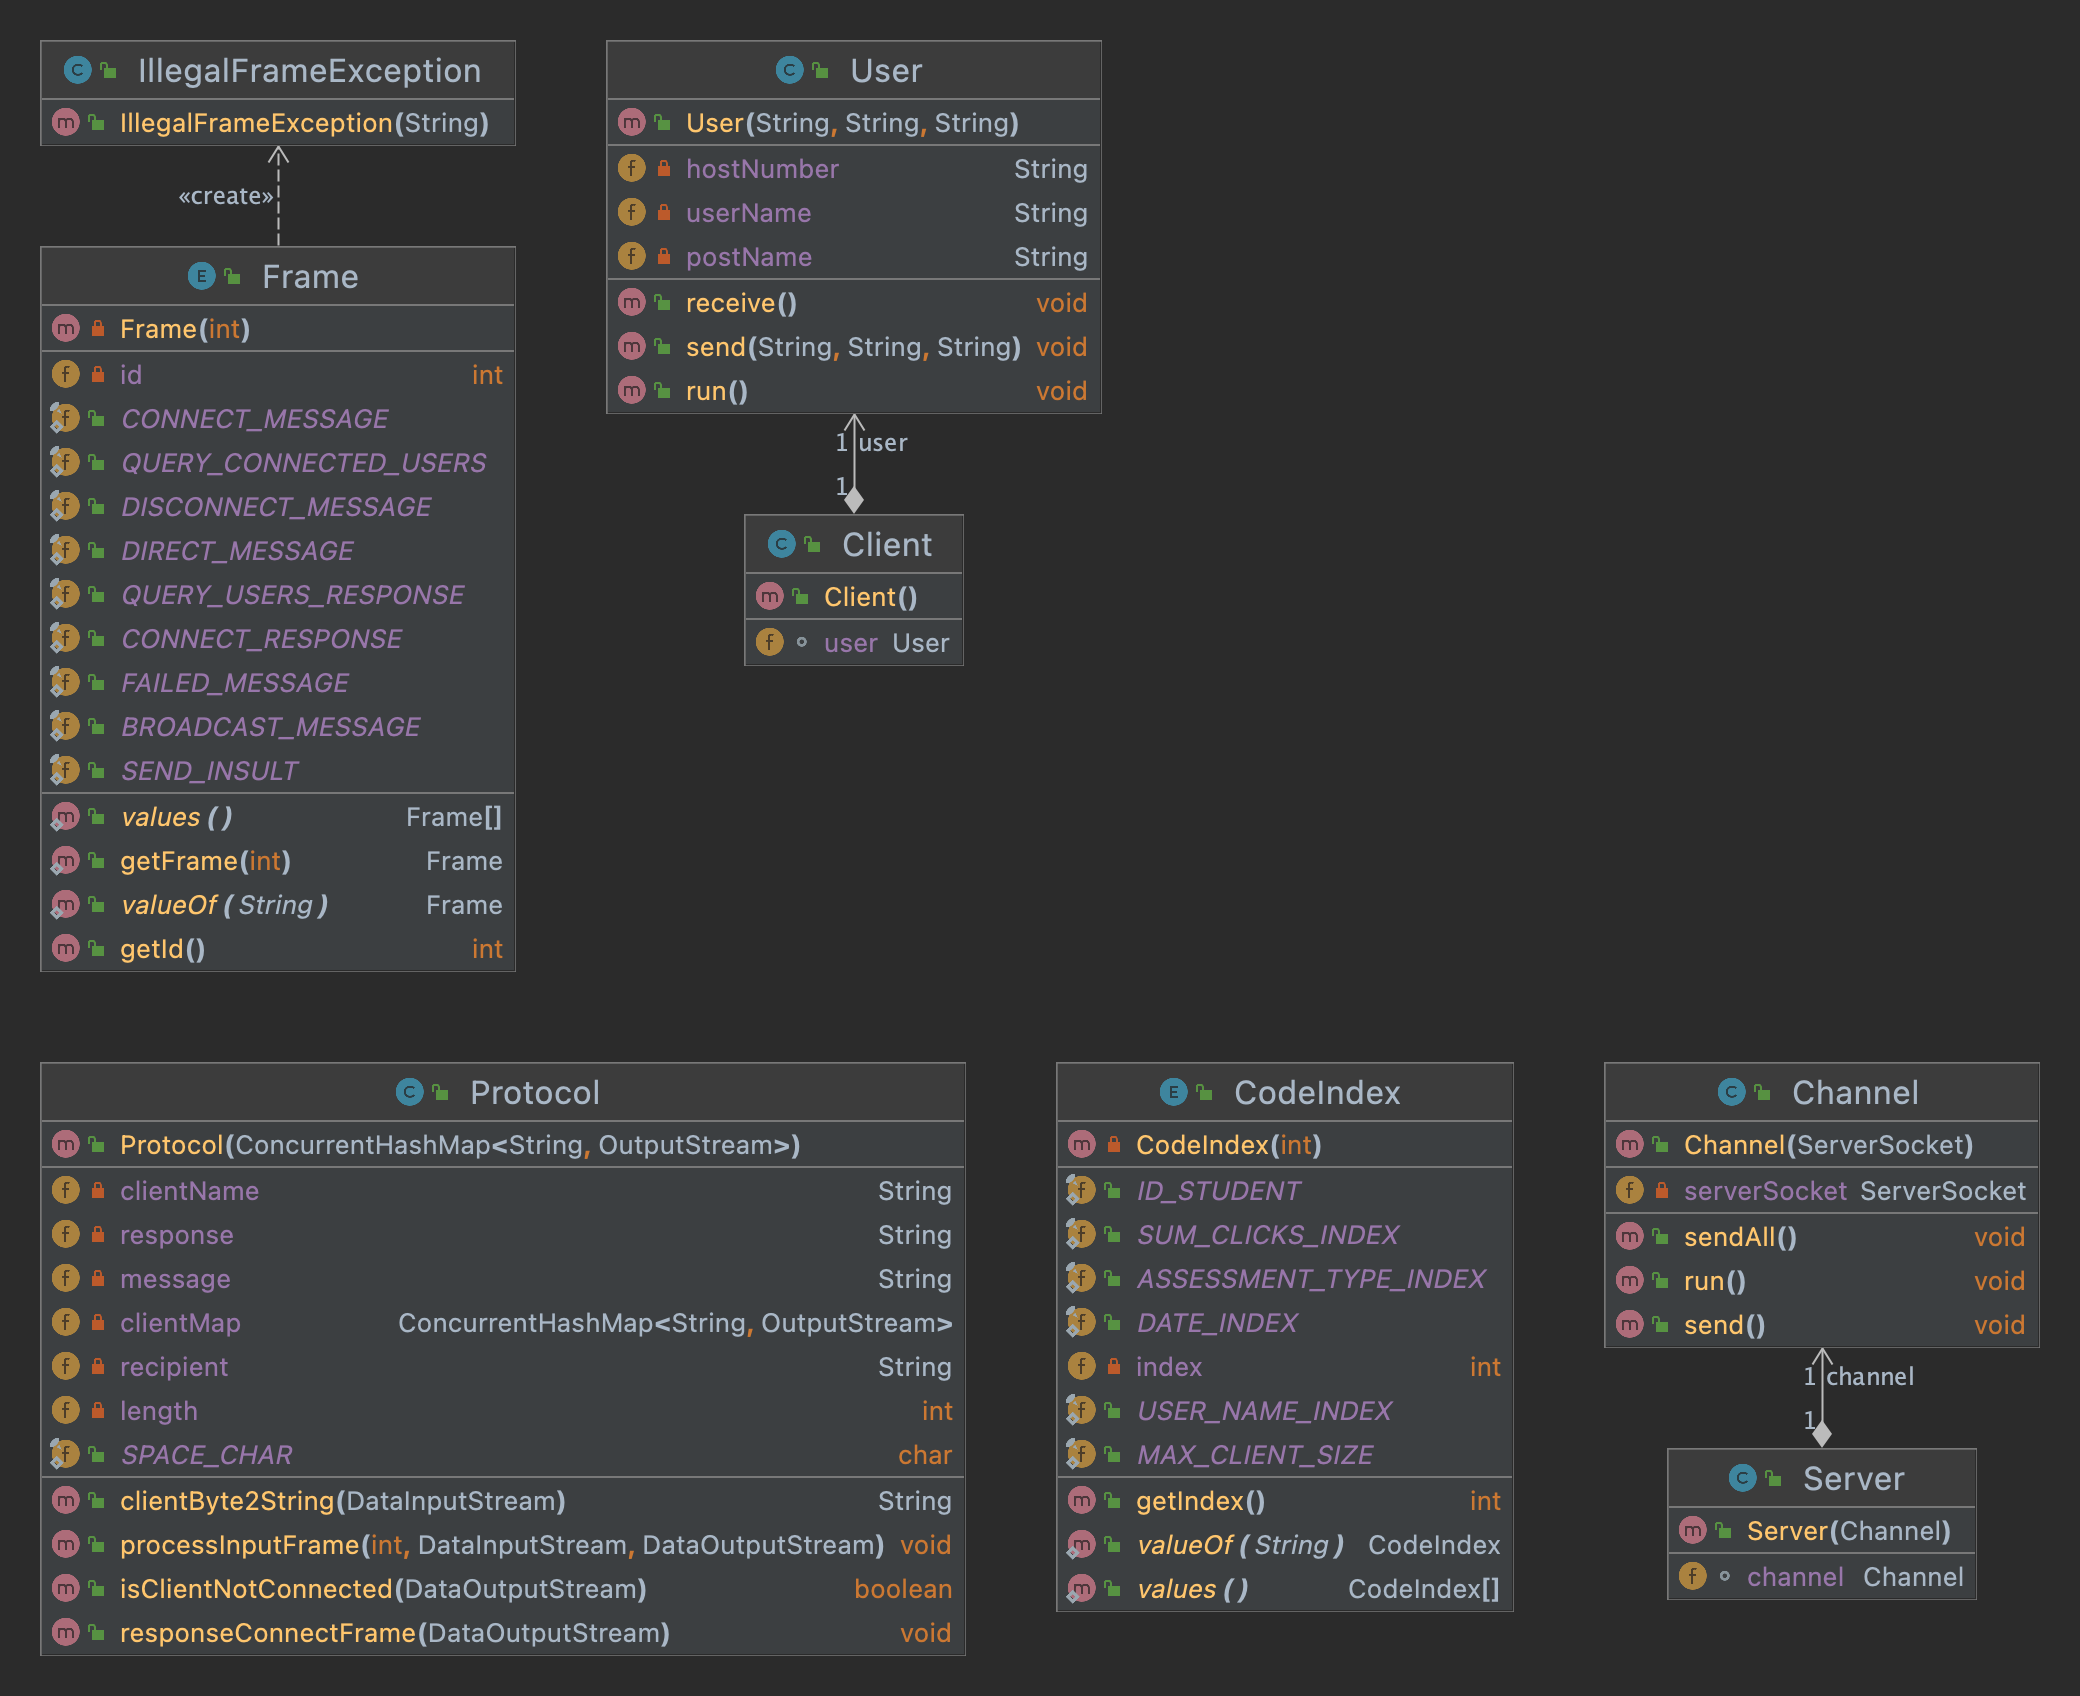 IllegalFrameException
IllegalFrameException(String)
«create»
Frame
Frame(int)
id int
CONNECT_MESSAGE
QUERY_CONNECTED_USERS
DISCONNECT_MESSAGE
DIRECT_MESSAGE
QUERY_USERS_RESPONSE
CONNECT_RESPONSE
FAILED_MESSAGE
BROADCAST_MESSAGE
SEND_INSULT
values() Frame[]
getFrame(int) Frame
valueOf(String) Frame
getId() int
User
User(String, String, String)
hostNumber String
userName String
postName String
receive() void
send(String, String, String) void
run() void
1 user
1
Client
Client()
user User
Protocol
Protocol(ConcurrentHashMap<String, OutputStream>)
clientName String
response String
message String
clientMap ConcurrentHashMap<String, OutputStream>
recipient String
length int
SPACE_CHAR char
clientByte2String(DataInputStream) String
processInputFrame(int, DataInputStream, DataOutputStream) void
isClientNotConnected(DataOutputStream) boolean
responseConnectFrame(DataOutputStream) void
CodeIndex
CodeIndex(int)
ID_STUDENT
SUM_CLICKS_INDEX
ASSESSMENT_TYPE_INDEX
DATE_INDEX
index int
USER_NAME_INDEX
MAX_CLIENT_SIZE
getIndex() int
valueOf(String) CodeIndex
values() CodeIndex[]
Channel
Channel(ServerSocket)
serverSocket ServerSocket
sendAll() void
run() void
send() void
1 channel
1
Server
Server(Channel)
channel Channel